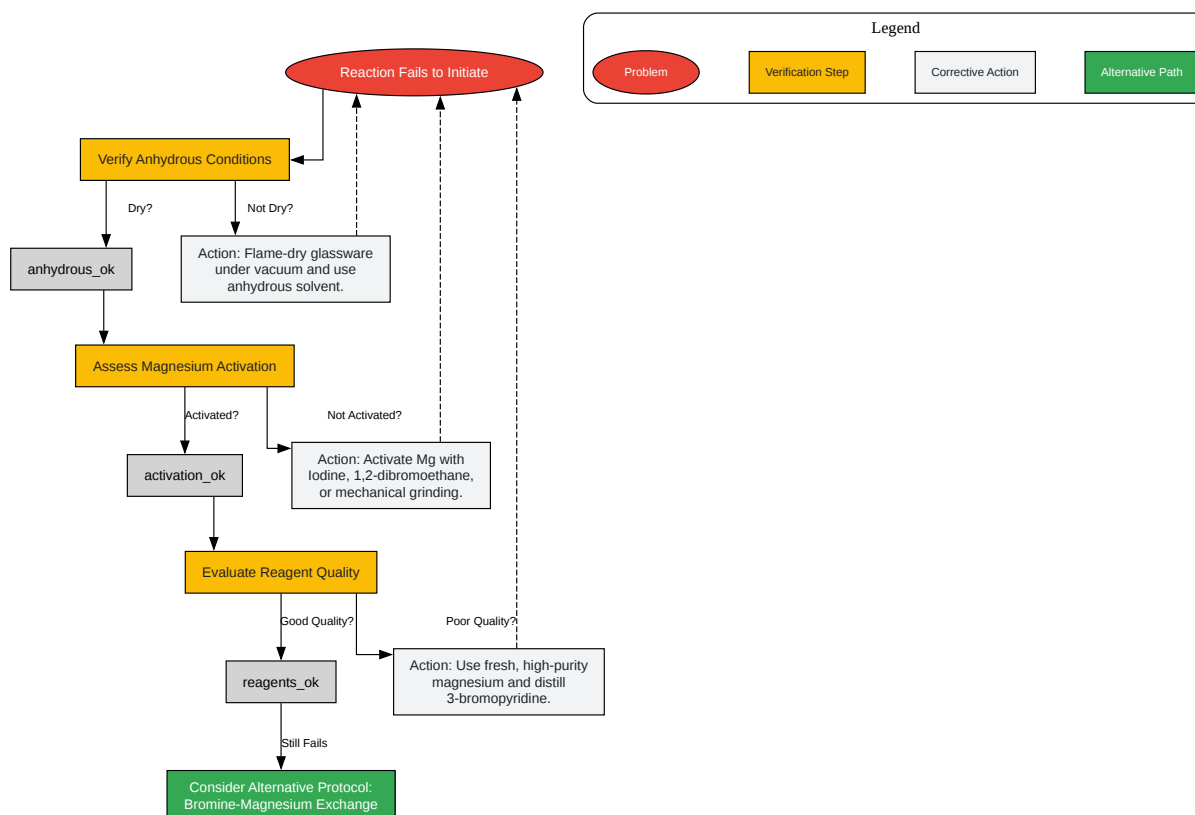 Legend
Problem
Verification Step
Corrective Action
Alternative Path
Reaction Fails to Initiate
Verify Anhydrous Conditions
Dry?
Not Dry?
anhydrous_ok
Action: Flame-dry glassware
under vacuum and use
anhydrous solvent.
Assess Magnesium Activation
Activated?
Not Activated?
activation_ok
Action: Activate Mg with
Iodine, 1,2-dibromoethane,
or mechanical grinding.
Evaluate Reagent Quality
Good Quality?
Poor Quality?
reagents_ok
Action: Use fresh, high-purity
magnesium and distill
3-bromopyridine.
Still Fails
Consider Alternative Protocol:
Bromine-Magnesium Exchange